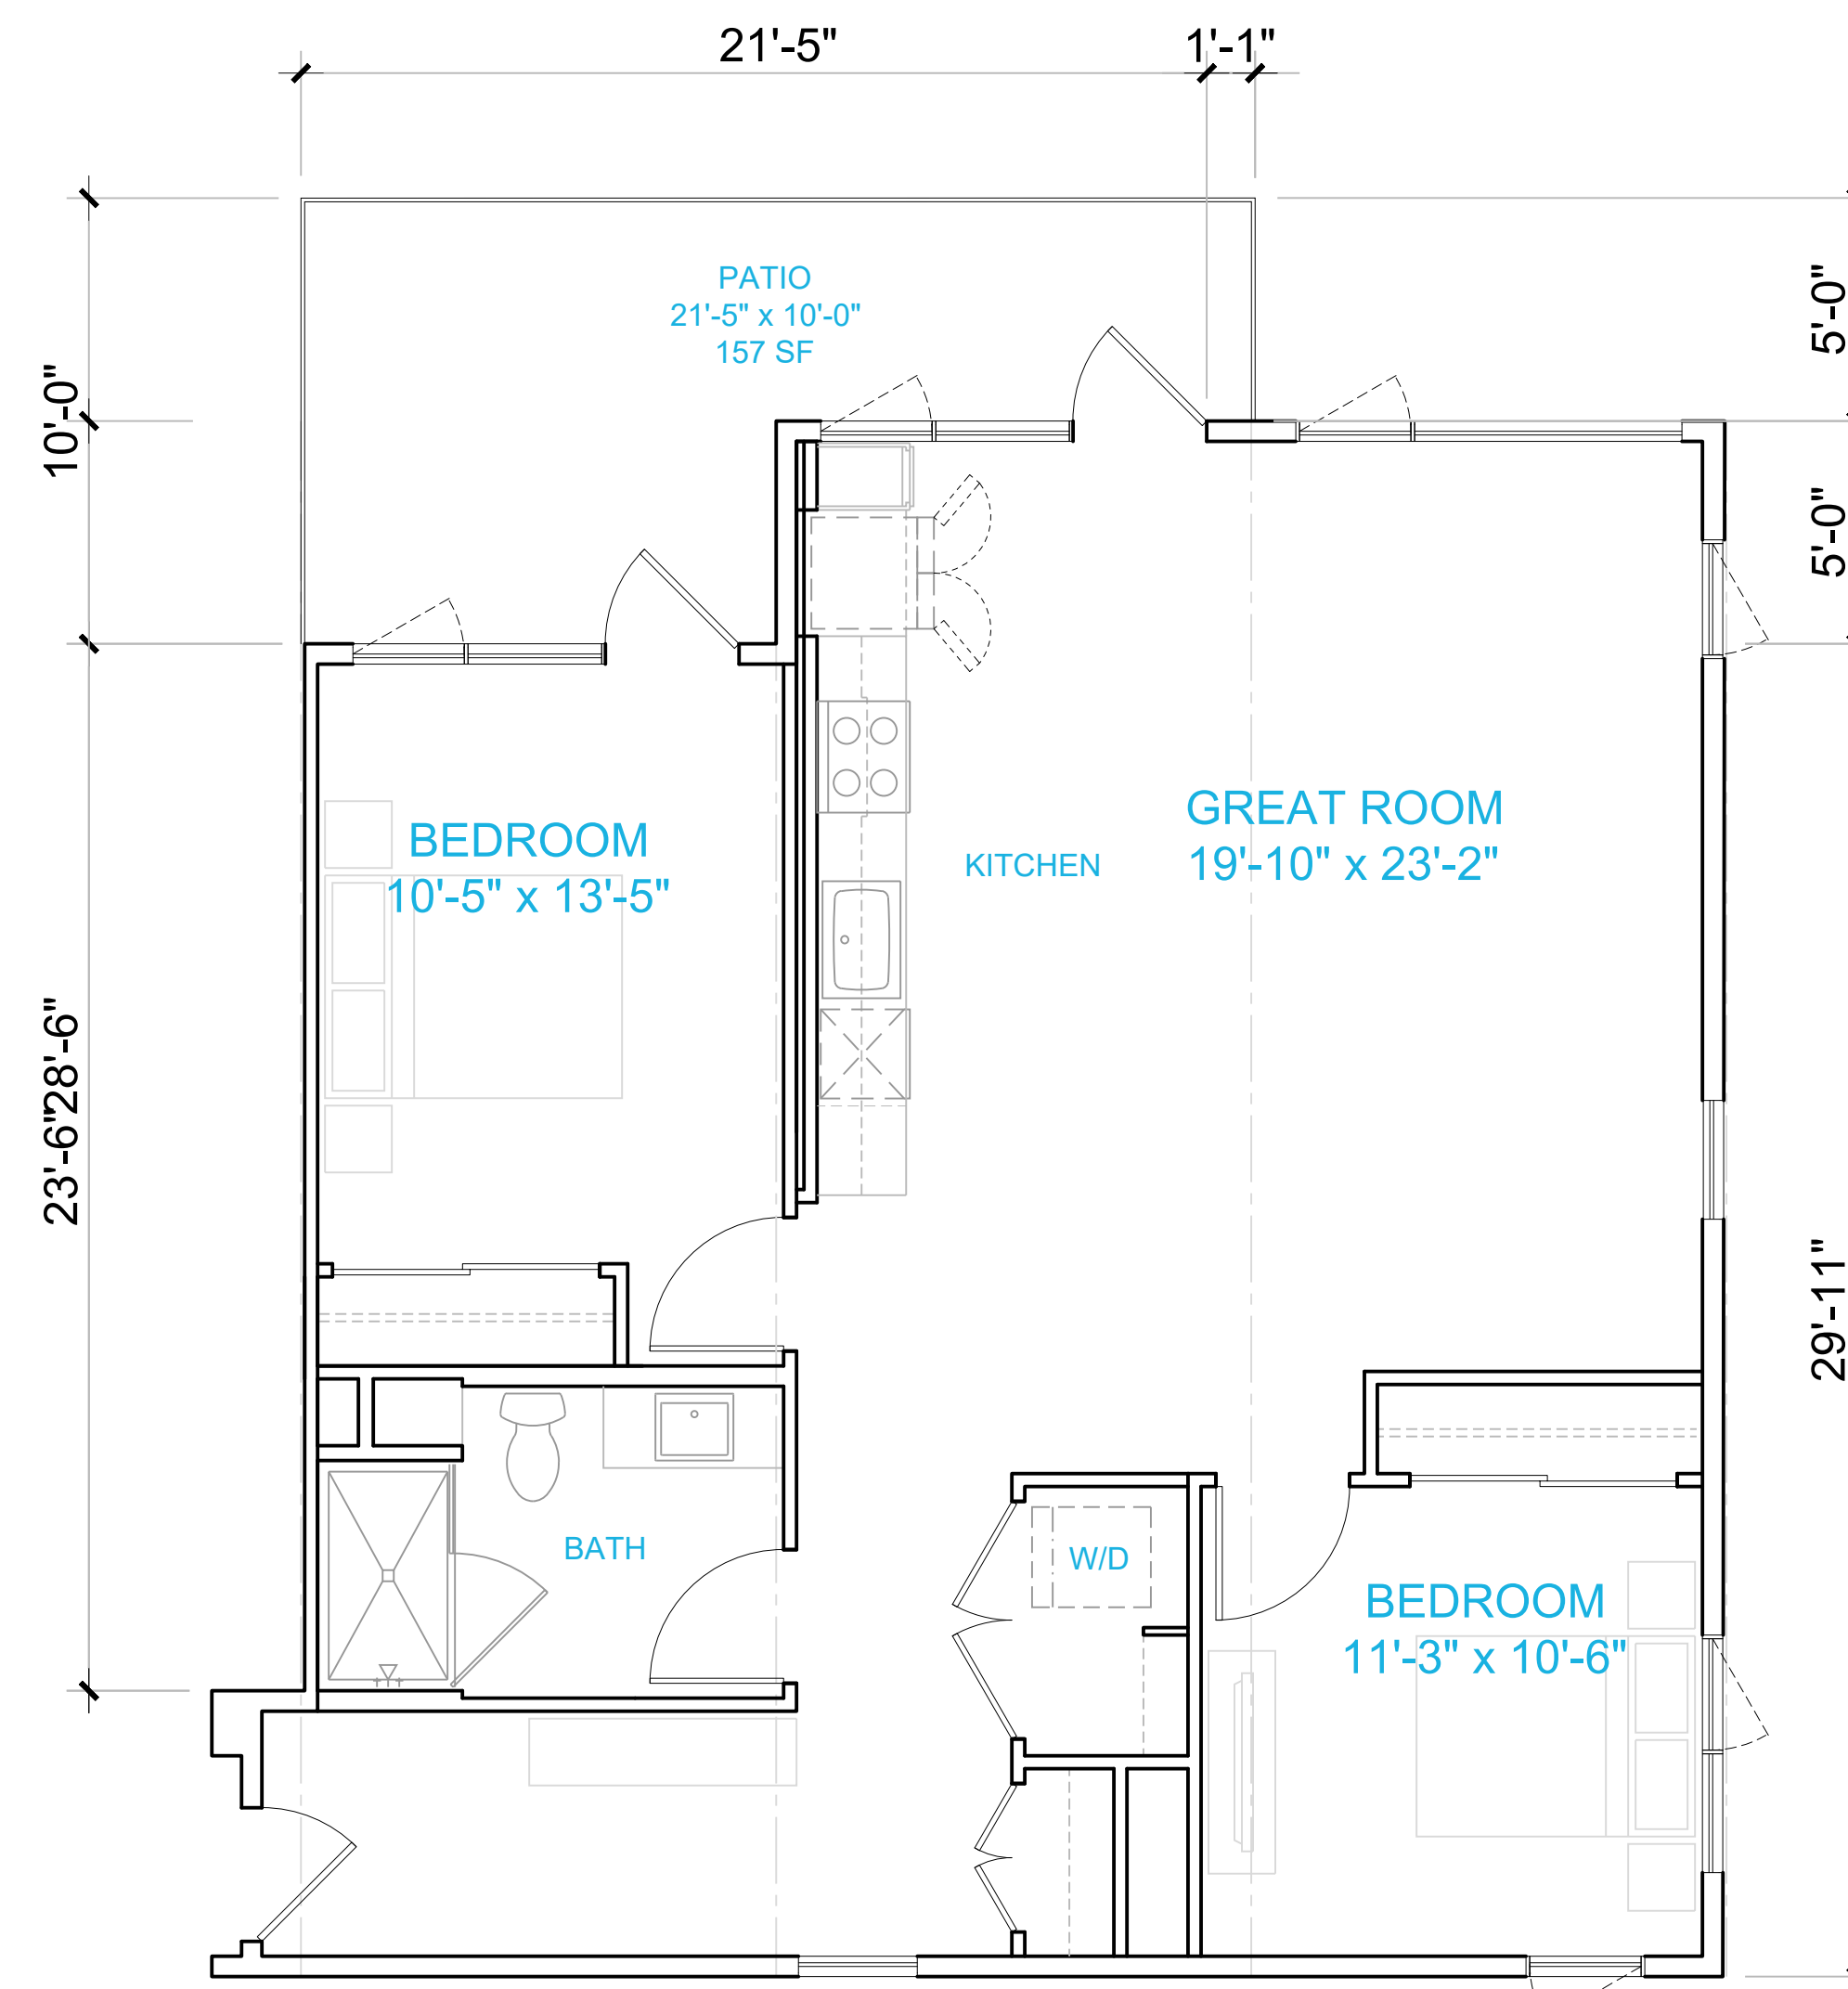 21'-5"
1'-1"
PATIO
21'-5" x 10'-0"
157 SF
5'-0"
10'-0"
5'-0"
GREAT ROOM
19'-10" x 23'-2"
KITCHEN
BEDROOM
10'-5" x 13'-5"
28'-6"
23'-6"
29'-11"
BATH
W/D
BEDROOM
11'-3" x 10'-6"